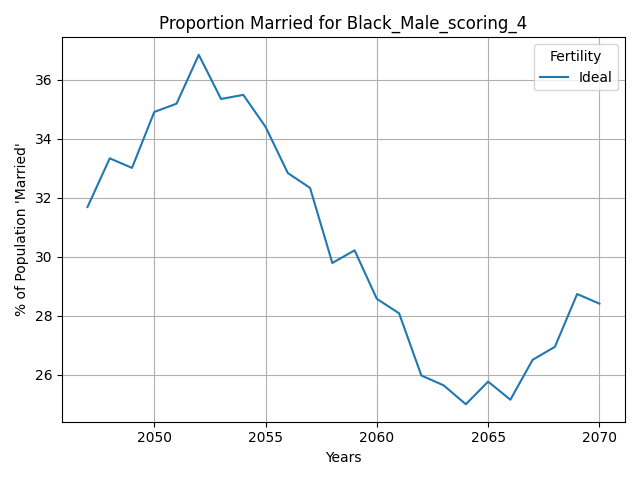 Proportion Married for Black_Male_scoring_4
Fertility
Ideal
% of Population 'Married'
36
34
32
30
28
26
2050 2055 2060 2065 2070
Years